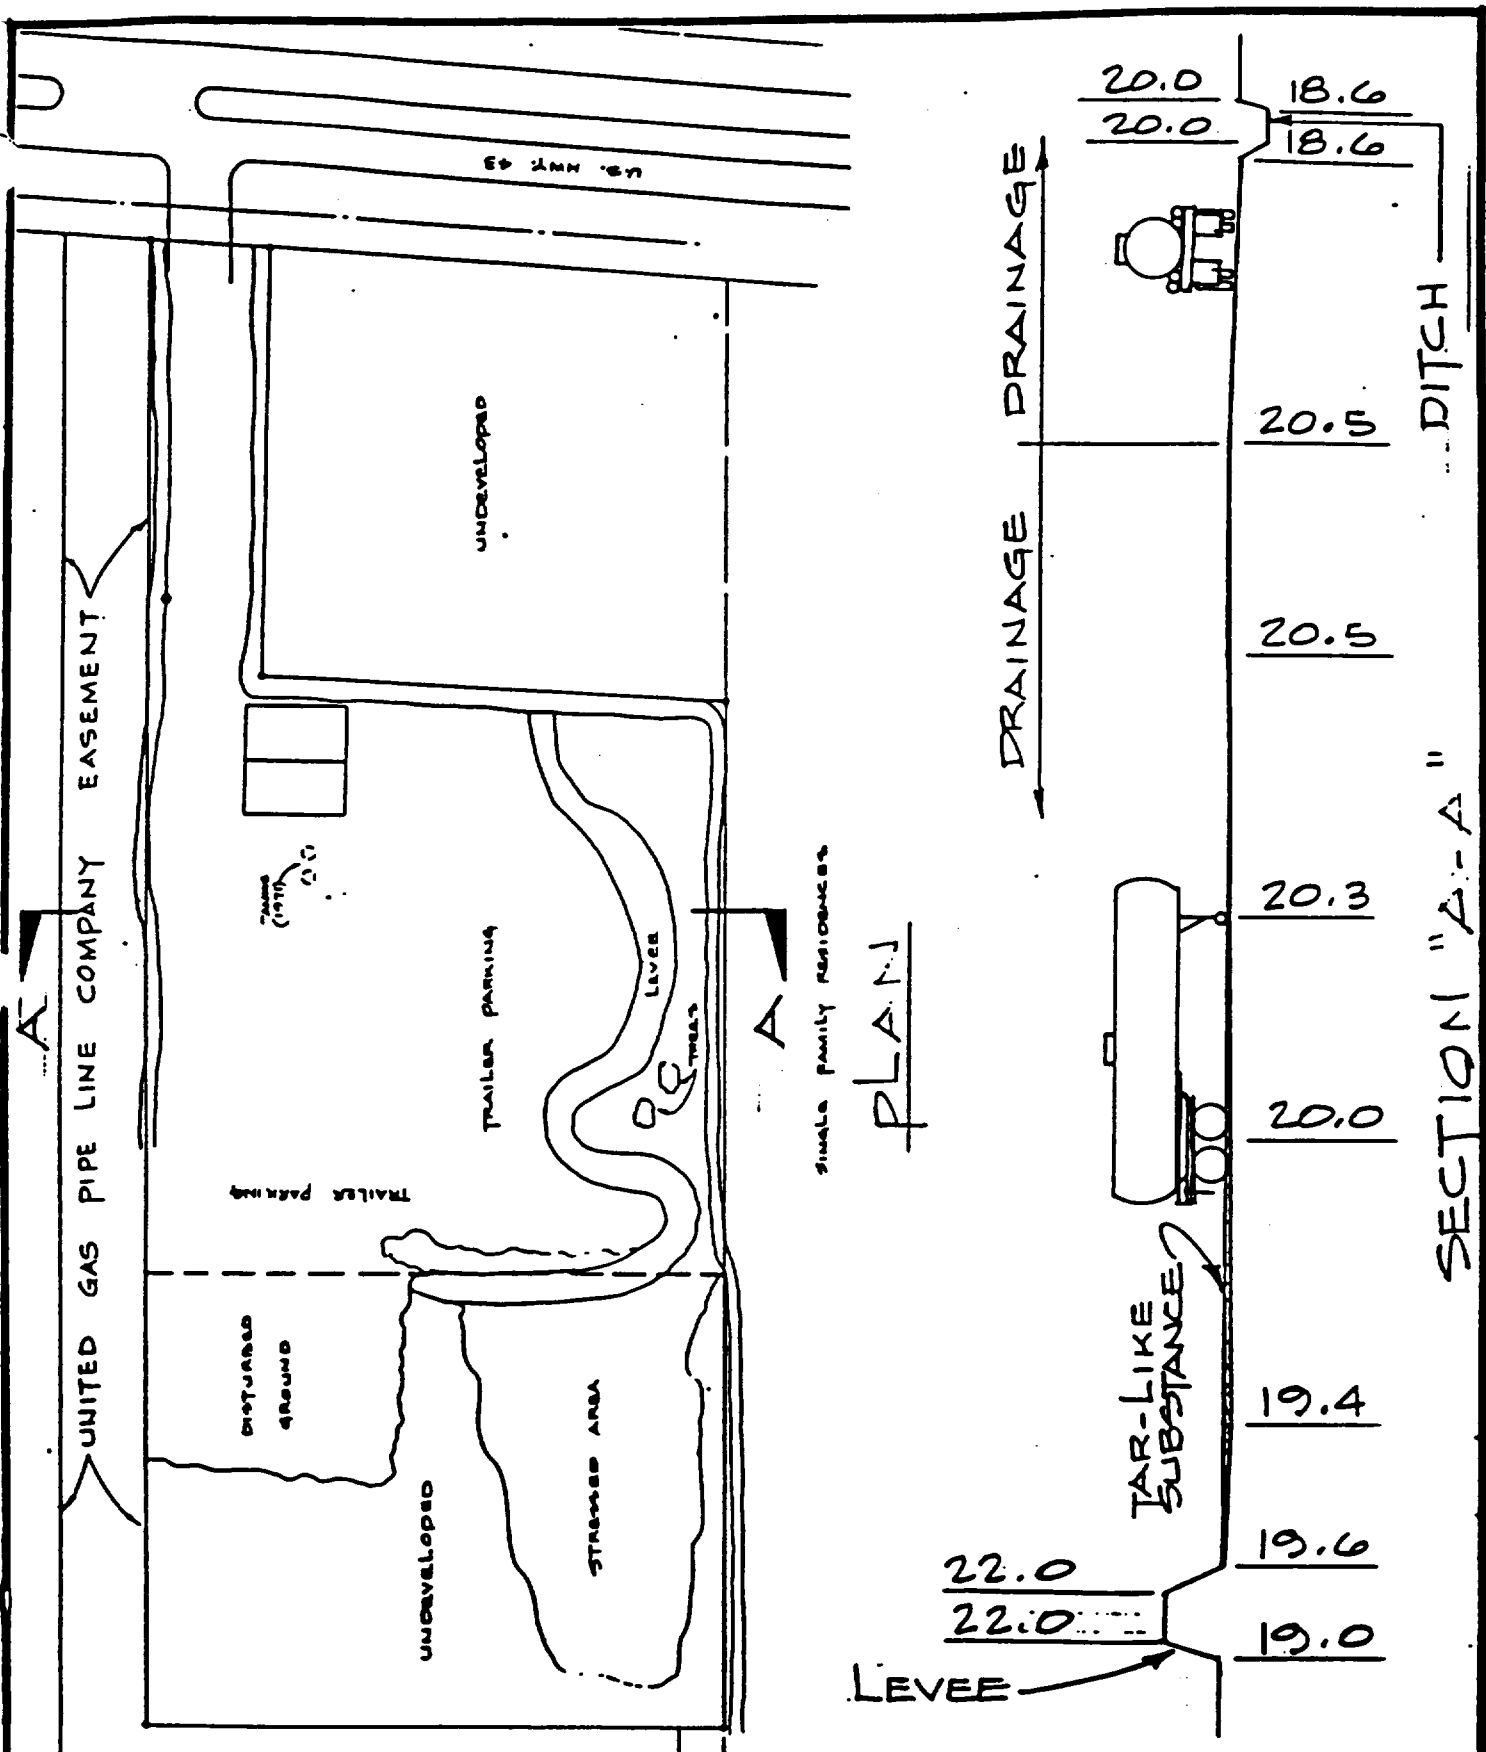 U.S. HWY. 43
UNDEVELOPED
UNITED GAS PIPE LINE COMPANY EASEMENT
TANKS
(1971)
TRAILER PARKING
LEVEE
TREES
TRAILER PARKING
A
A
SINGLE FAMILY RESIDENCES
PLAN
DISTURBED
GROUND
UNDEVELOPED
STRESSED AREA
20.0
20.0
18.6
18.6
DITCH
DRAINAGE
DRAINAGE
20.5
20.5
20.3
20.0
TAR-LIKE
SUBSTANCE
19.4
19.6
22.0
22.0
19.0
LEVEE
SECTION "A-A"